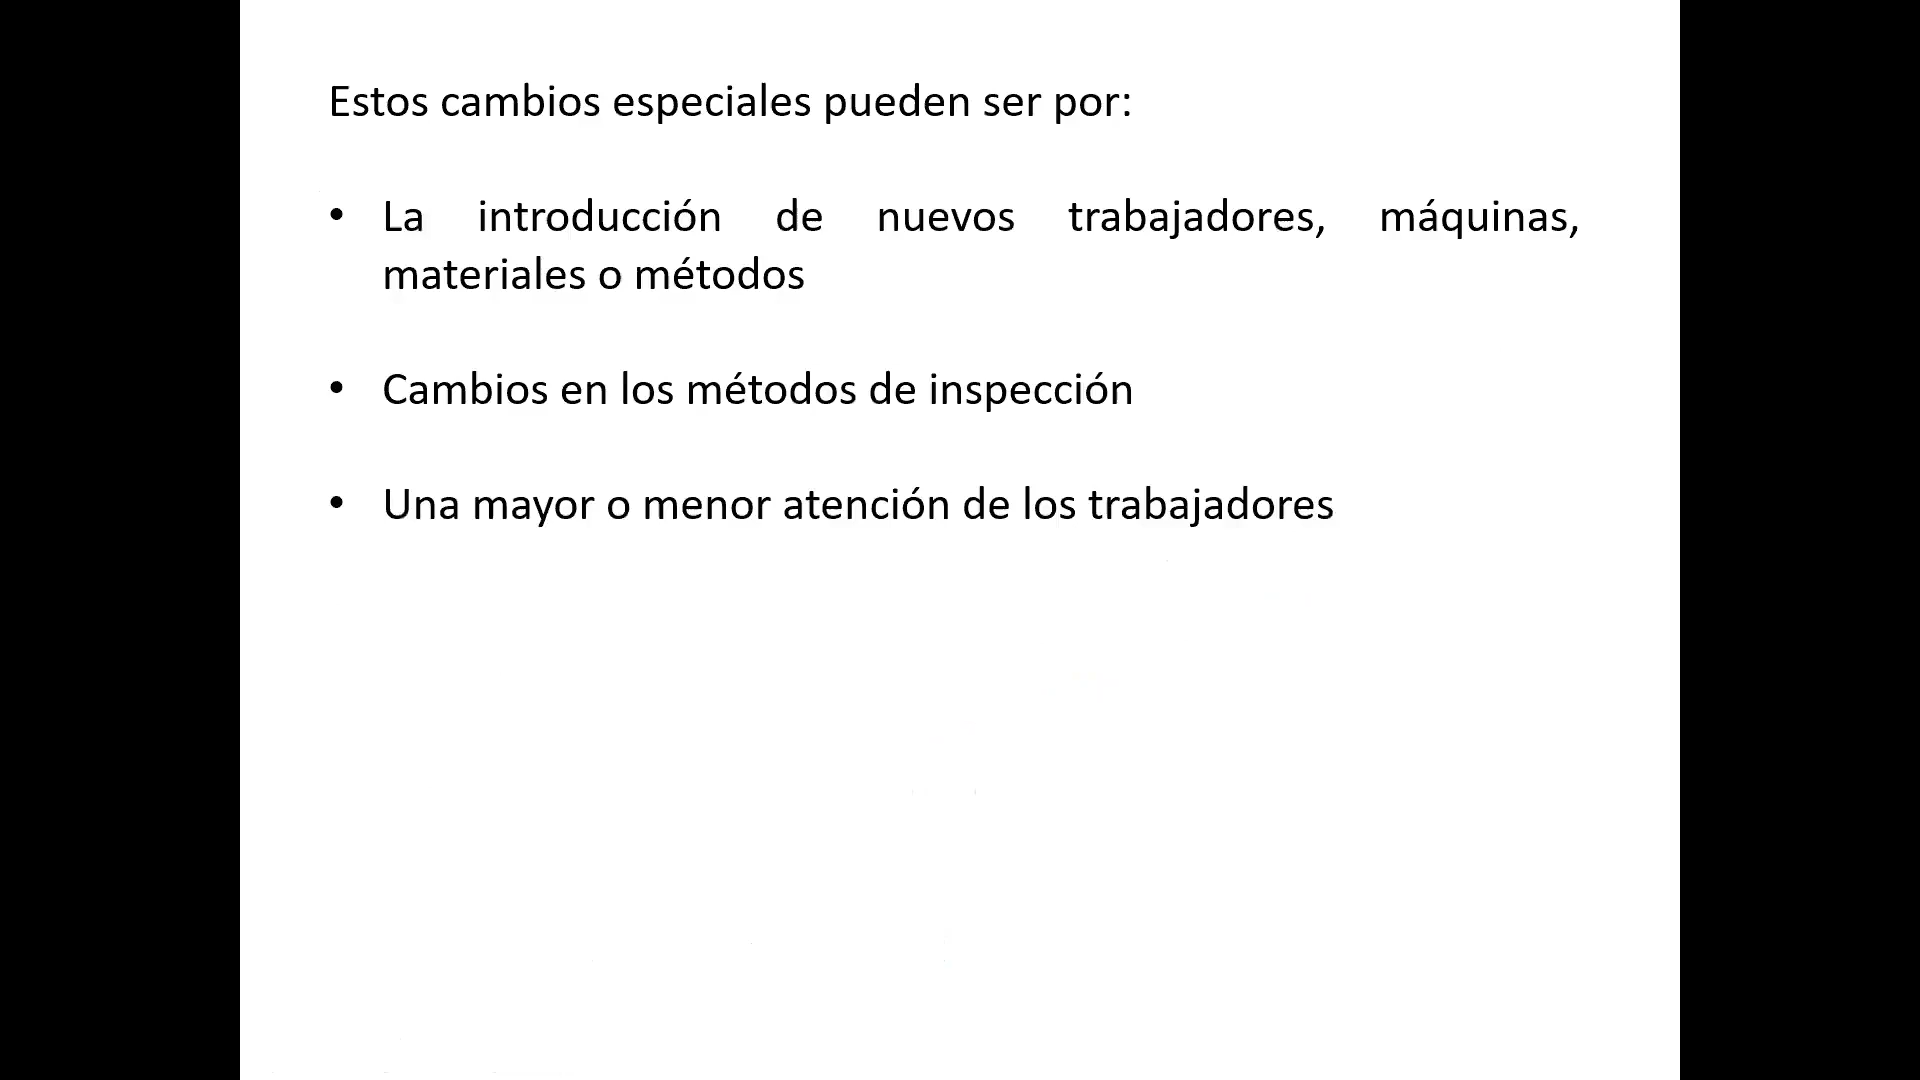 Estos cambios especiales pueden ser por:
• La introducción de nuevos trabajadores, máquinas,
materiales o métodos
• Cambios en los métodos de inspección
• Una mayor o menor atención de los trabajadores